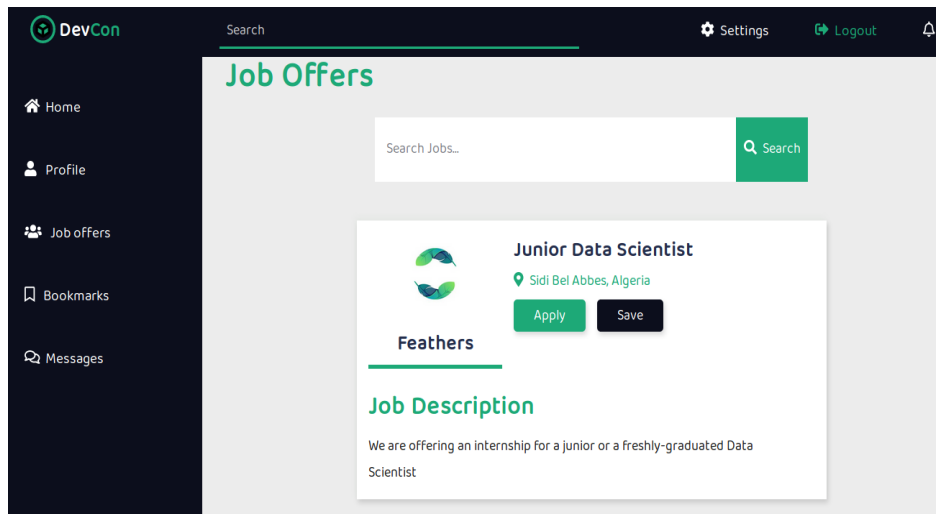 DevCon
Search
Settings
Logout
Home
Profile
Job offers
Bookmarks
Messages
Job Offers
Search Jobs...
Search
Feathers
Junior Data Scientist
Sidi Bel Abbes, Algeria
Apply
Save
Job Description
We are offering an internship for a junior or a freshly-graduated Data
Scientist